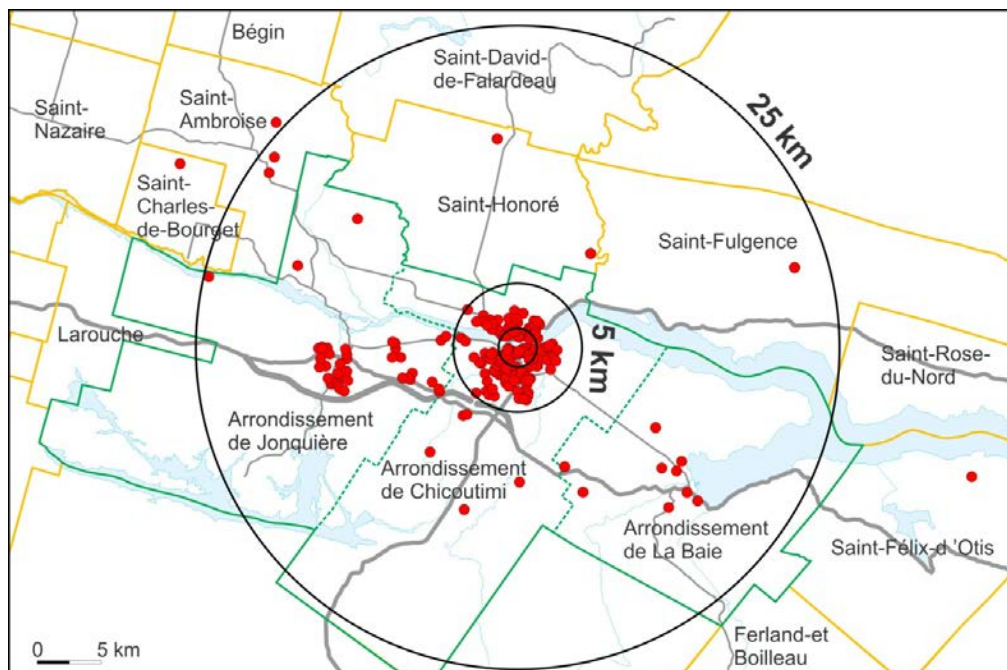 Bégin
Saint-David-
de-Falardeau
25 km
Saint-
Nazaire
Saint-
Ambroise
Saint-
Charles-
de-Bourget
Saint-Honoré
Saint-Fulgence
Larouche
5 km
Saint-Rose-
du-Nord
Arrondissement
de Jonquière
Arrondissement
de Chicoutimi
Arrondissement
de La Baie
Saint-Félix-d 'Otis
Ferland-et
Boilleau
0 5 km